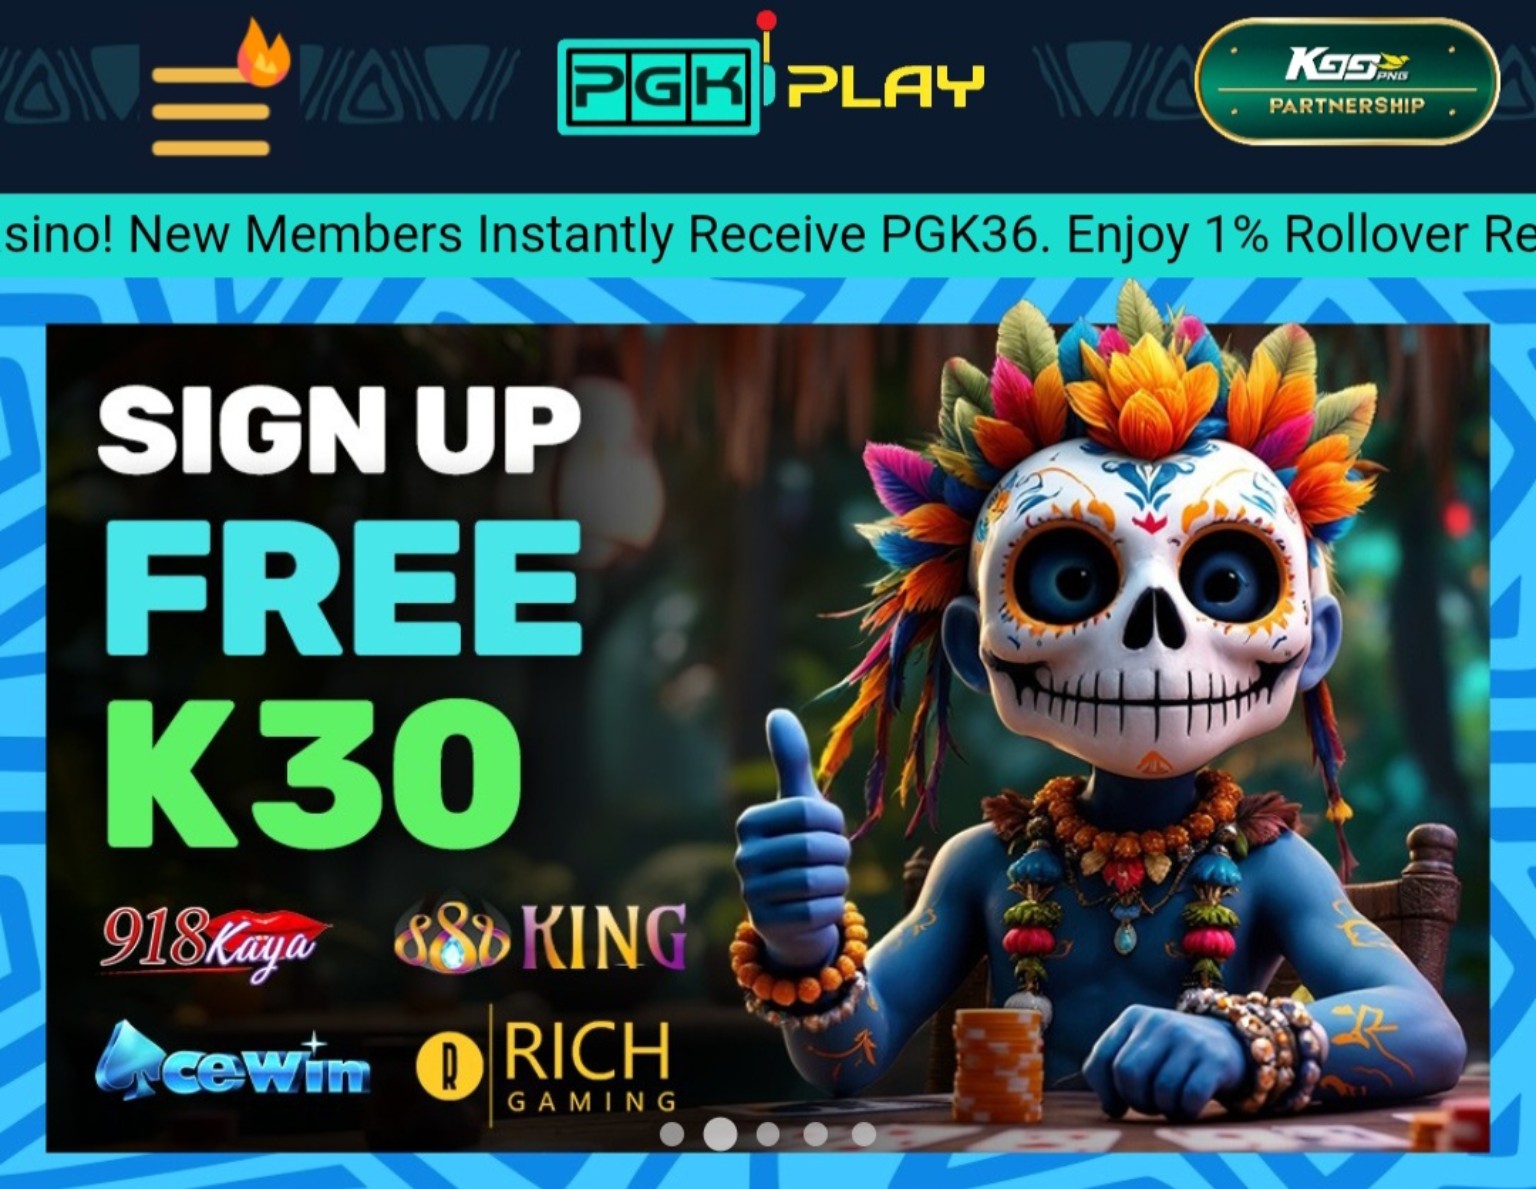 PGK PLAY
K99 PNG
PARTNERSHIP
sino! New Members Instantly Receive PGK36. Enjoy 1% Rollover Re
SIGN UP
FREE
K30
918Kaya
888 KING
AceWin
R RICH
GAMING